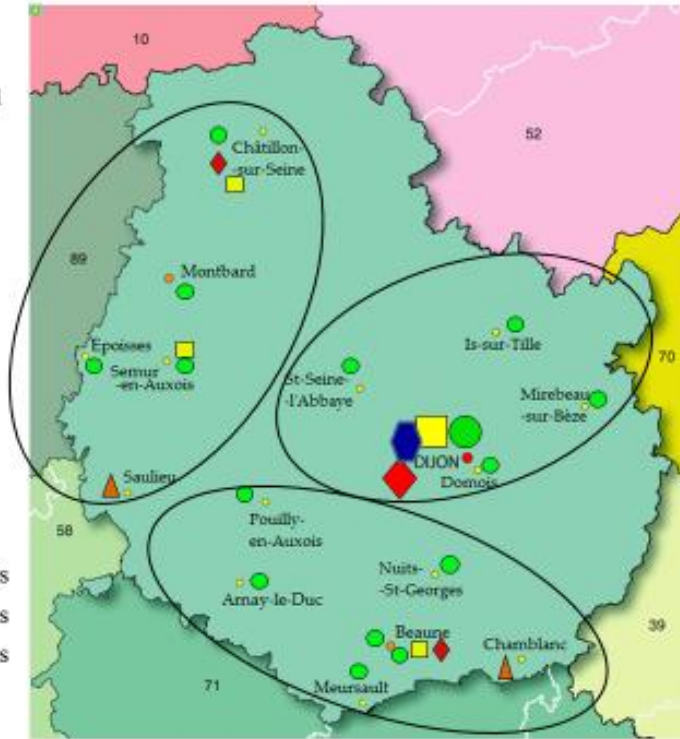 10
52
Châtillon-
-sur-Seine
89
Montbard
Epoisses
Semur
-en-Auxois
Is-sur-Tille
70
St-Seine-
-l'Abbaye
Mirebeau
-sur-Bèze
DIJON
Domois
Saulieu
58
Pouilly-
en-Auxois
Nuits-
-St-Georges
Arnay-le-Duc
39
Beaune
Chamblanc
71
Meursault